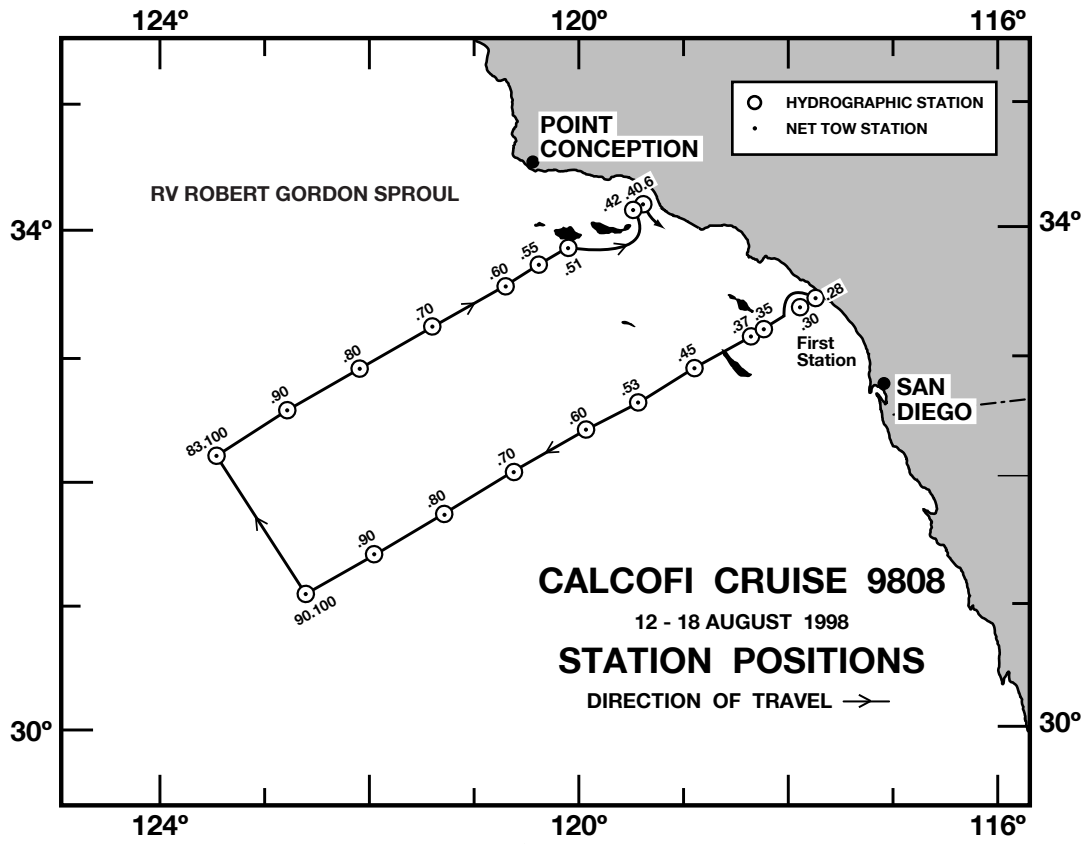 124º 120º 116º
HYDROGRAPHIC STATION
NET TOW STATION
POINT
CONCEPTION
RV ROBERT GORDON SPROUL
.42 .40.6
34º 34º
.55
.51
.60
.70
.80
.90
83.100
.28
.30
First
Station
.35
.37
.45
.53
.60
.70
.80
.90
90.100
SAN
DIEGO
CALCOFI CRUISE 9808
12 - 18 AUGUST 1998
STATION POSITIONS
DIRECTION OF TRAVEL
30º 30º
124º 120º 116º